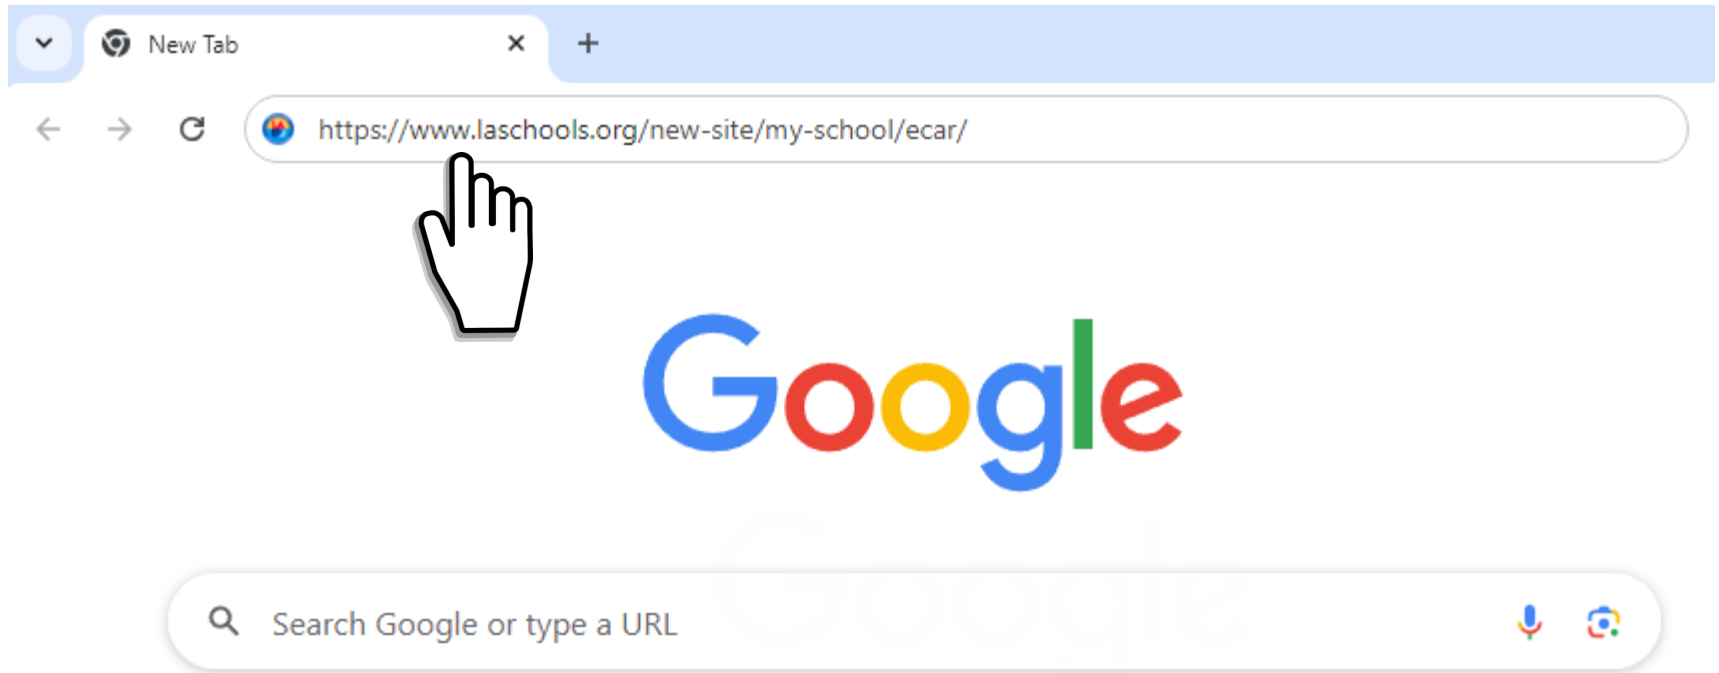 New Tab
https://www.laschools.org/new-site/my-school/ecar/
Google
Search Google or type a URL